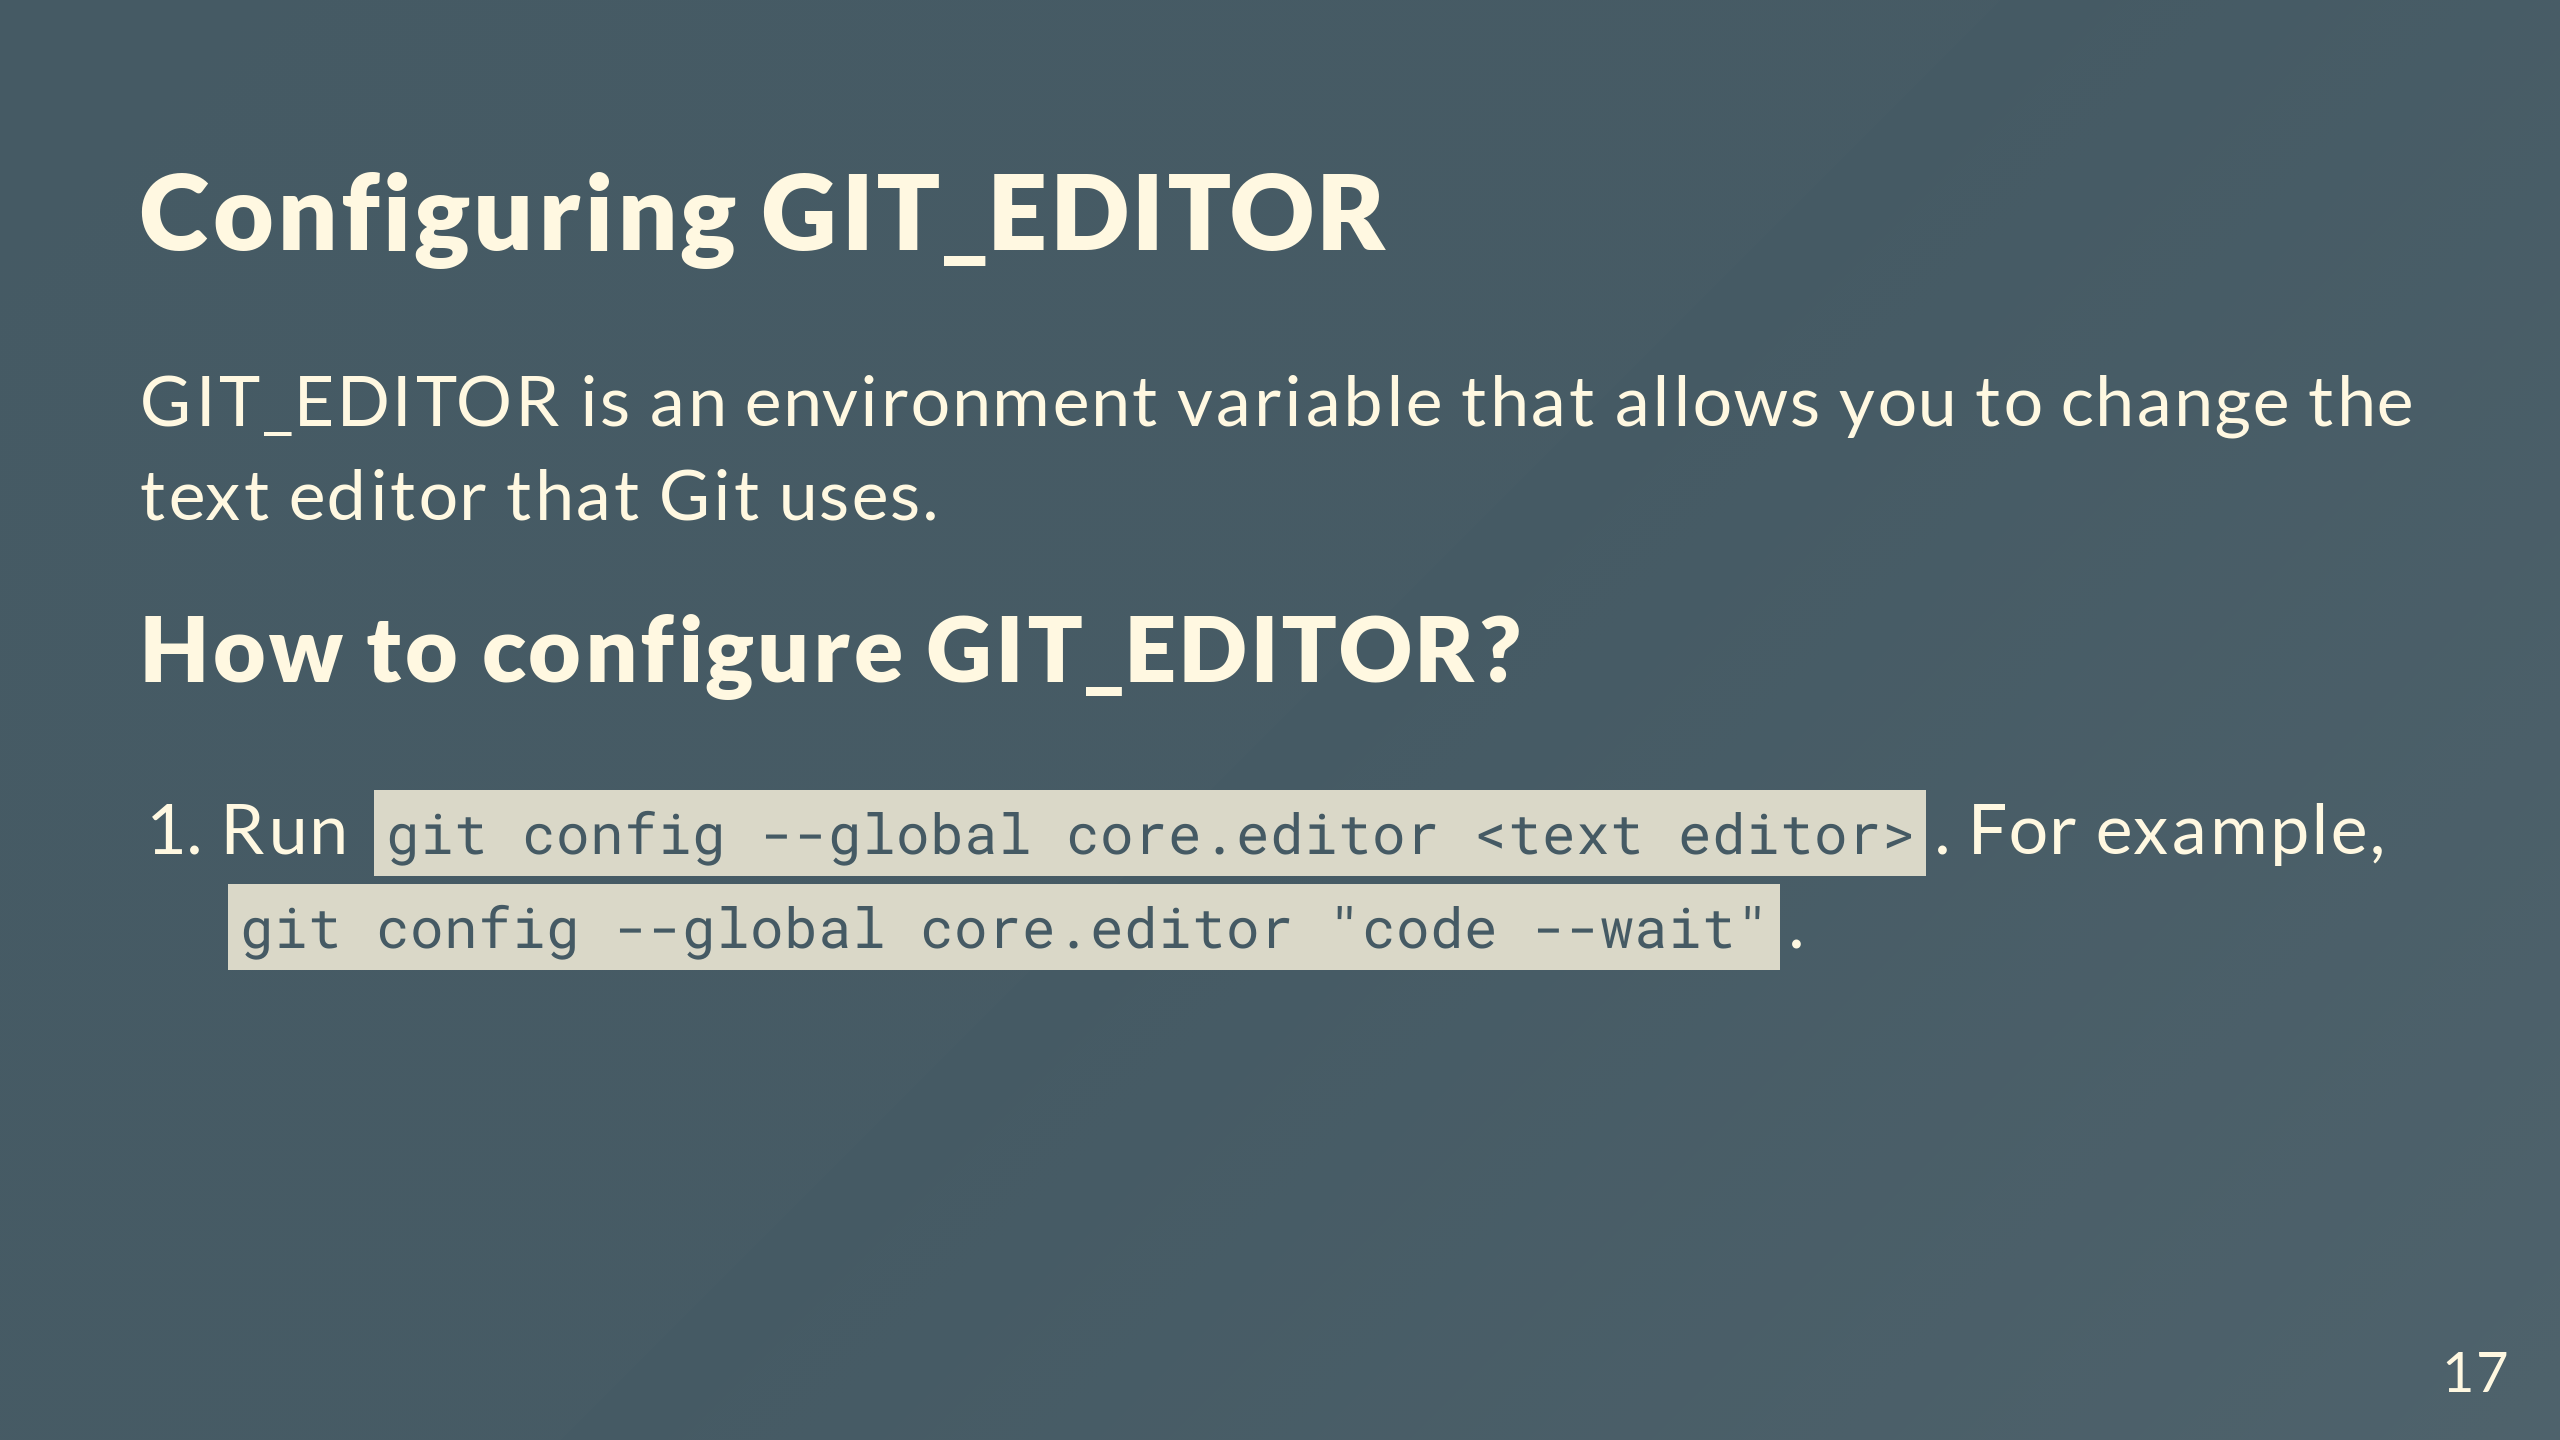 Configuring GIT_EDITOR
GIT_EDITOR is an environment variable that allows you to change the
text editor that Git uses.
How to configure GIT_EDITOR?
1. Run git config --global core.editor <text editor>. For example,
git config --global core.editor "code --wait".
17